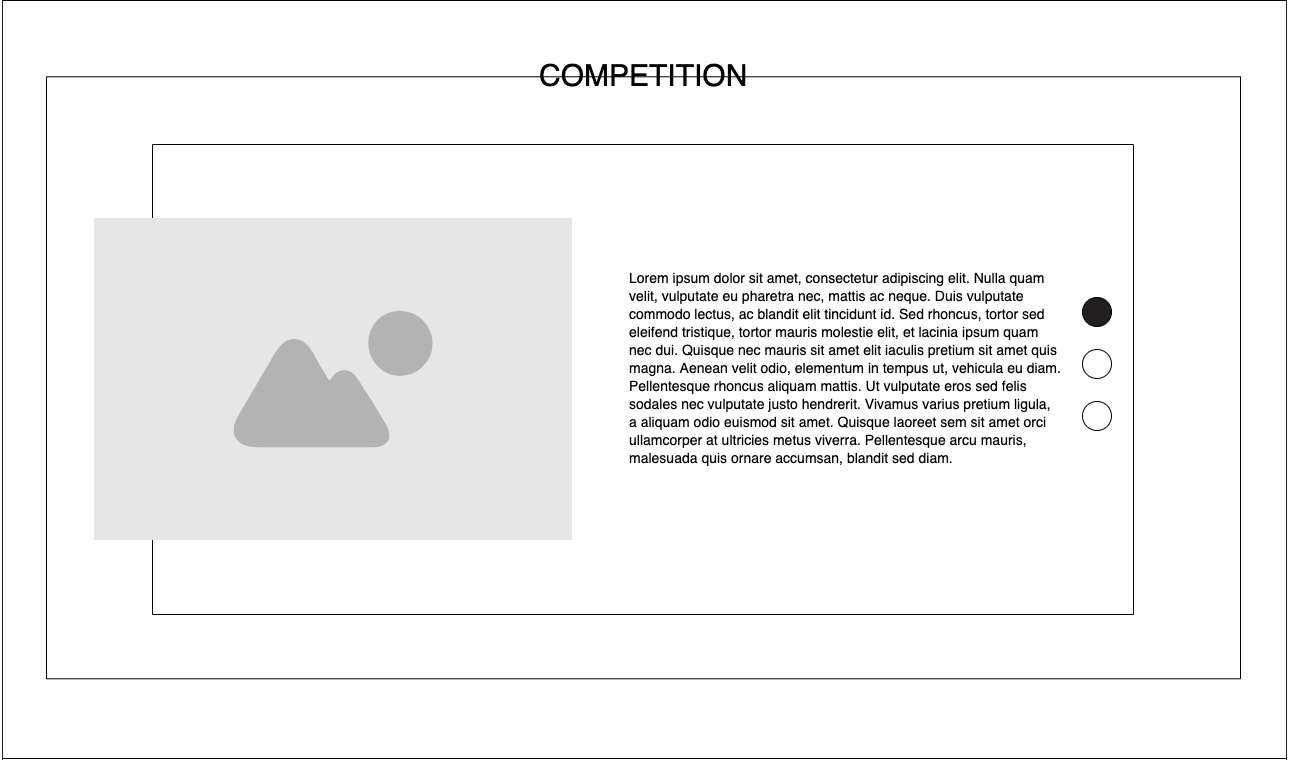 COMPETITION
Lorem ipsum dolor sit amet, consectetur adipiscing elit. Nulla quam
velit, vulputate eu pharetra nec, mattis ac neque. Duis vulputate
commodo lectus, ac blandit elit tincidunt id. Sed rhoncus, tortor sed
eleifend tristique, tortor mauris molestie elit, et lacinia ipsum quam
nec dui. Quisque nec mauris sit amet elit iaculis pretium sit amet quis
magna. Aenean velit odio, elementum in tempus ut, vehicula eu diam.
Pellentesque rhoncus aliquam mattis. Ut vulputate eros sed felis
sodales nec vulputate justo hendrerit. Vivamus varius pretium ligula,
a aliquam odio euismod sit amet. Quisque laoreet sem sit amet orci
ullamcorper at ultricies metus viverra. Pellentesque arcu mauris,
malesuada quis ornare accumsan, blandit sed diam.